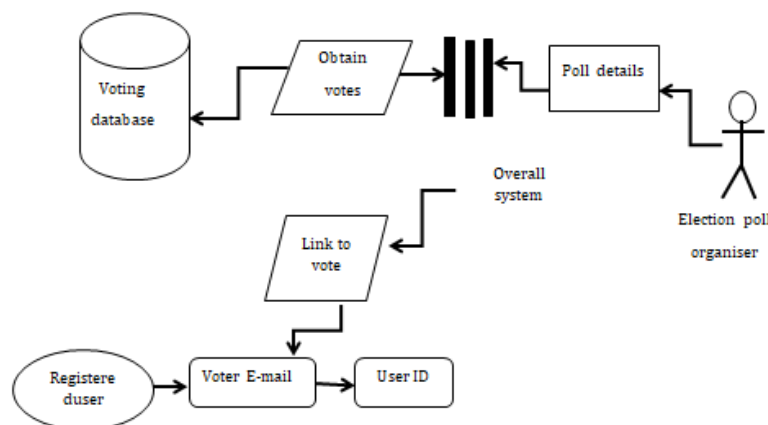 Voting
database
Obtain
votes
Poll details
Election poll
organiser
Overall
system
Link to
vote
Registere
duser
Voter E-mail
User ID